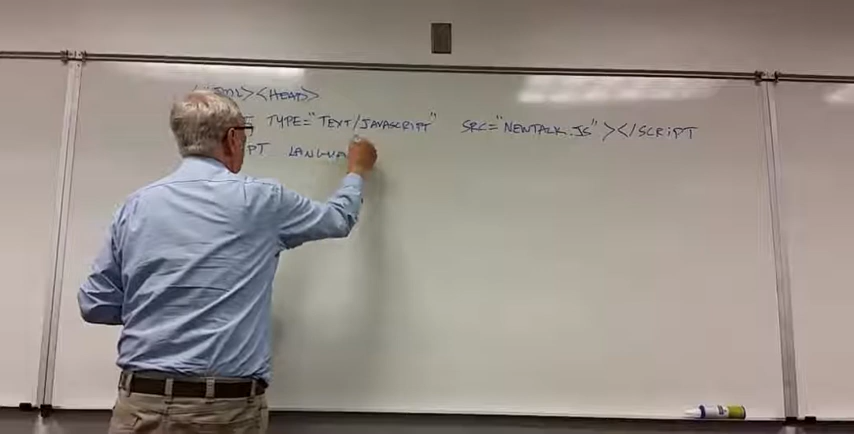 ><HEAD>
TYPE="TEXT/JAVASCRIPT" SRC="NEWTALK.JS"></SCRIPT
PT LANGUA